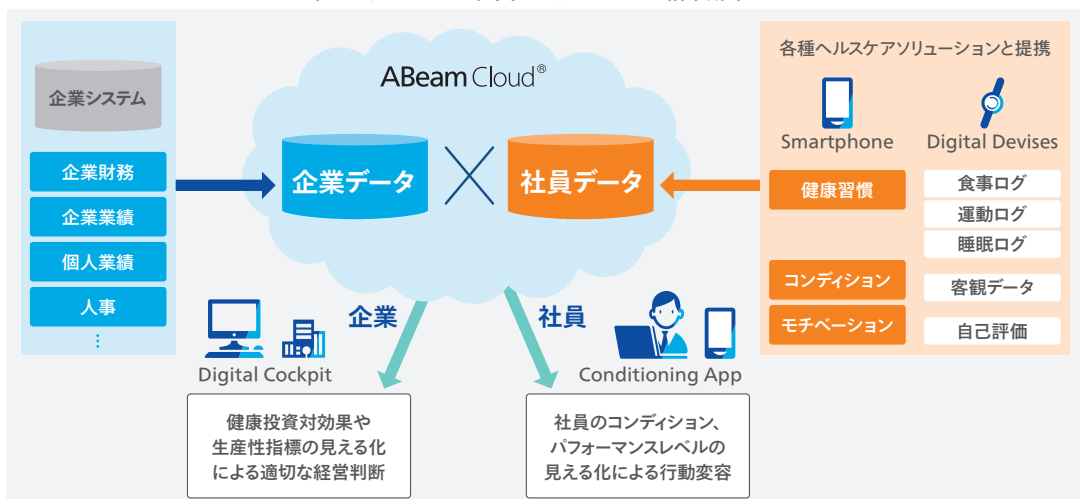 企業システム
企業財務
企業業績
個人業績
人事
⋮
ABeam Cloud®
企業データ
社員データ
各種ヘルスケアソリューションと提携
Smartphone
Digital Devises
健康習慣
食事ログ
運動ログ
睡眠ログ
コンディション
客観データ
モチベーション
自己評価
企業
Digital Cockpit
健康投資対効果や
生産性指標の見える化
による適切な経営判断
社員
Conditioning App
社員のコンディション、
パフォーマンスレベルの
見える化による行動変容